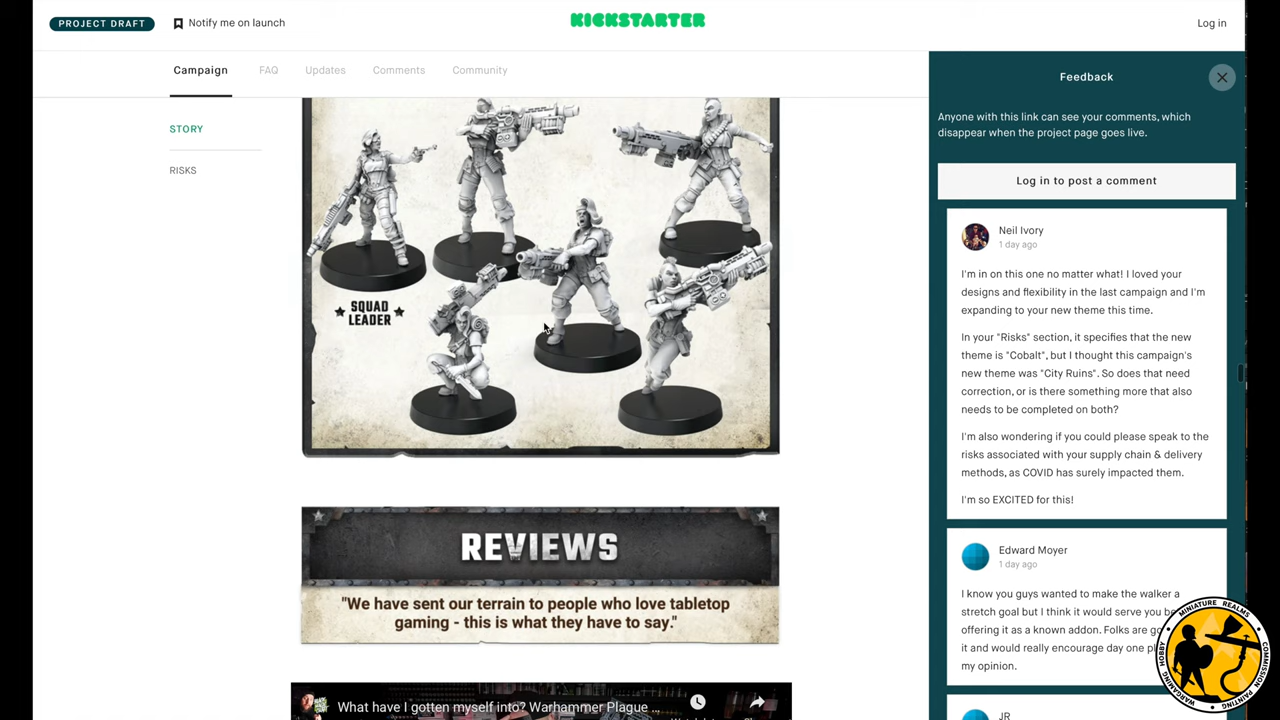 PROJECT DRAFT
Notify me on launch
KICKSTARTER
Log in
Campaign
FAQ
Updates
Comments
Community
STORY
RISKS
SQUAD
LEADER
REVIEWS
"We have sent our terrain to people who love tabletop
gaming - this is what they have to say."
What have I gotten myself into? Warhammer Plague ...
Feedback
Anyone with this link can see your comments, which
disappear when the project page goes live.
Log in to post a comment
Neil Ivory
1 day ago
I'm in on this one no matter what! I loved your
designs and flexibility in the last campaign and I'm
expanding to your new theme this time.
In your "Risks" section, it specifies that the new
theme is "Cobalt", but I thought this campaign's
new theme was "City Ruins". So does that need
correction, or is there something more that also
needs to be completed on both?
I'm also wondering if you could please speak to the
risks associated with your supply chain & delivery
methods, as COVID has surely impacted them.
I'm so EXCITED for this!
Edward Moyer
1 day ago
I know you guys wanted to make the walker a
stretch goal but I think it would serve you
offering it as a known addon. Folks are
it and would really encourage day one
my opinion.
JR
MINIATURE REALMS
WARGAMING HOBBY
COMMISSION PAINTING